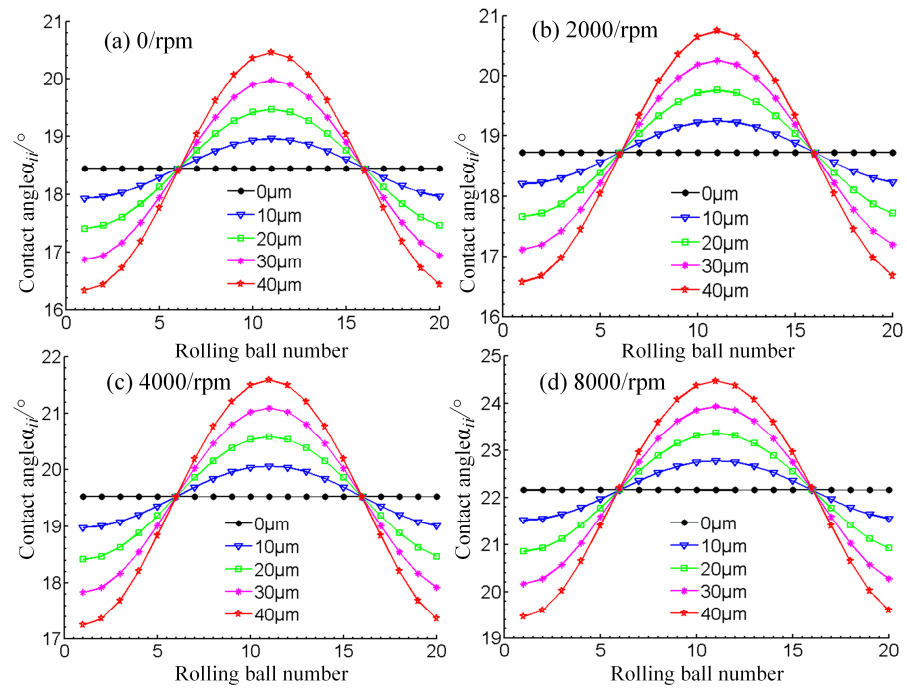 (a) 0/rpm
Contact angleα_ii/°
21
20
19
18
17
16
0μm
10μm
20μm
30μm
40μm
0 5 10 15 20
Rolling ball number
(b) 2000/rpm
Contact angleα_ii/°
21
20
19
18
17
16
0μm
10μm
20μm
30μm
40μm
0 5 10 15 20
Rolling ball number
(c) 4000/rpm
Contact angleα_ii/°
22
21
20
19
18
17
0μm
10μm
20μm
30μm
40μm
0 5 10 15 20
Rolling ball number
(d) 8000/rpm
Contact angleα_ii/°
25
24
23
22
21
20
19
0μm
10μm
20μm
30μm
40μm
0 5 10 15 20
Rolling ball number